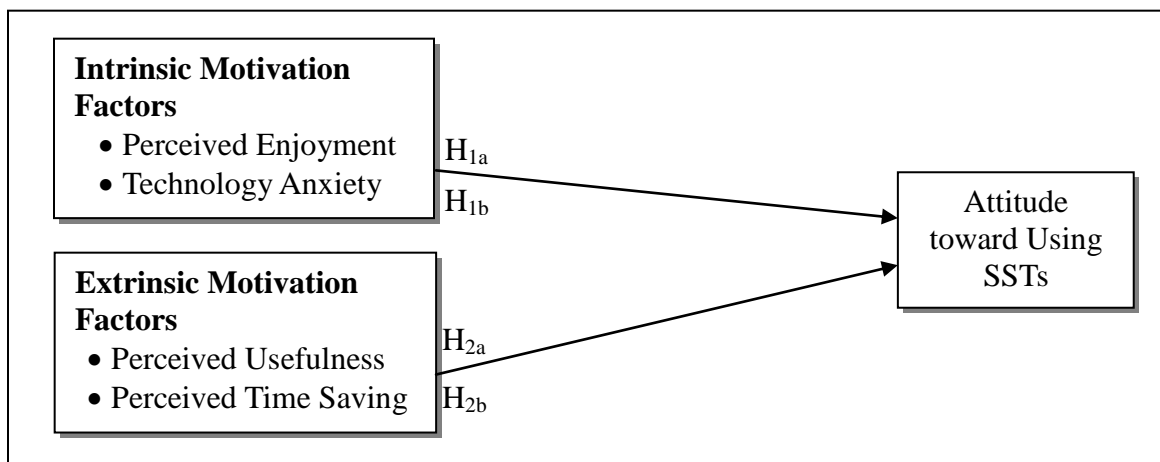 Intrinsic Motivation
Factors
• Perceived Enjoyment
• Technology Anxiety
H1a
H1b
Attitude
toward Using
SSTs
Extrinsic Motivation
Factors
• Perceived Usefulness
• Perceived Time Saving
H2a
H2b